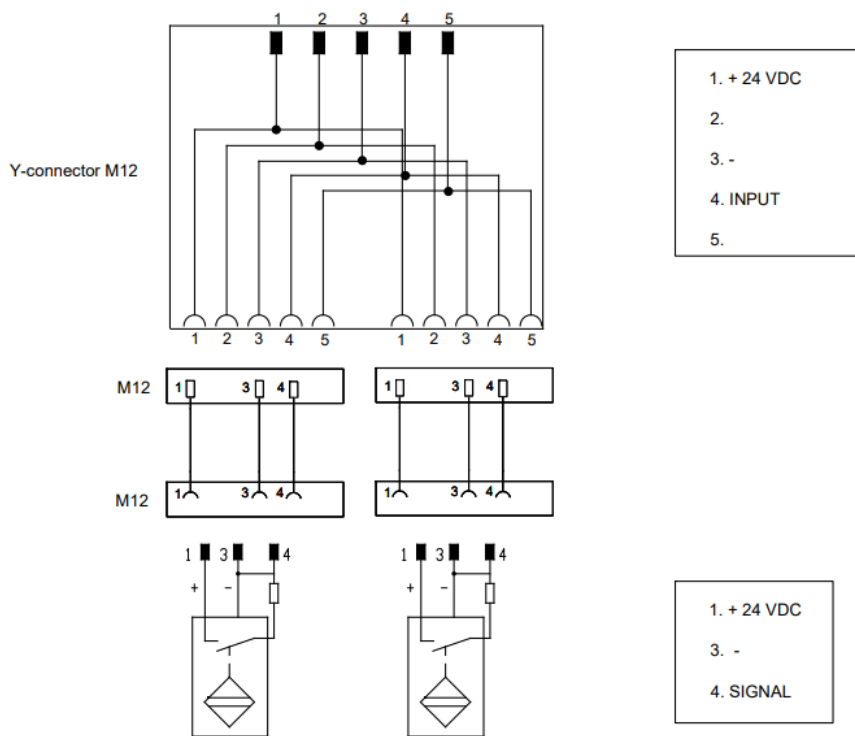 1 2 3 4 5
1. + 24 VDC
2.
Y-connector M12
3. -
4. INPUT
5.
1 2 3 4 5 1 2 3 4 5
M12 1 3 4 1 3 4
M12 1 3 4 1 3 4
1 3 4 1 3 4
+ - + -
1. + 24 VDC
3. -
4. SIGNAL